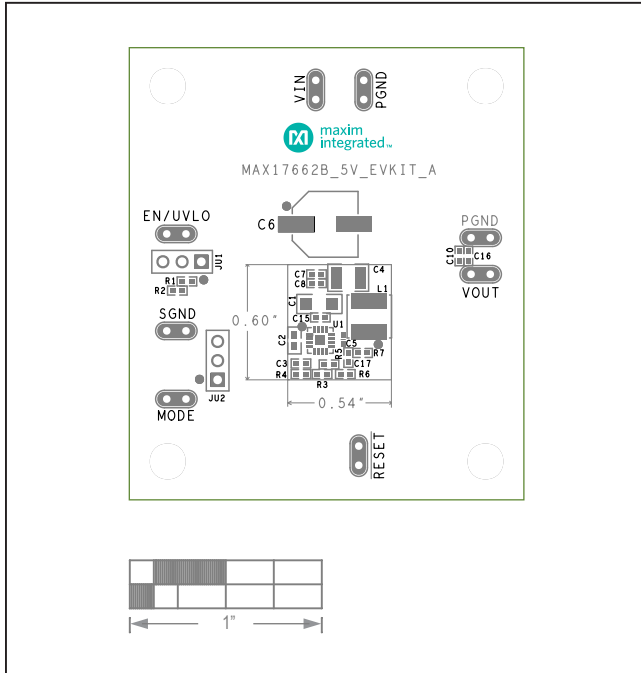 VIN
PGND
maxim
integrated™
MAX17662B_5V_EVKIT_A
EN/UVLO
C6
PGND
JU1
C10
C16
R1
R2
C7
C8
C4
VOUT
C1
L1
SGND
0.60"
C15
U1
C2
C5
R5
R7
C3
C17
R4
R3
R6
JU2
0.54"
MODE
RESET
1"